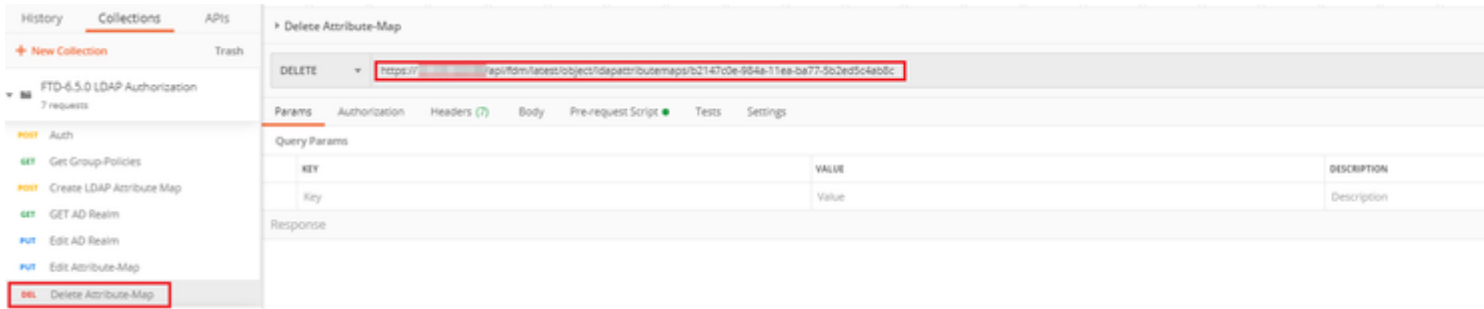 History Collections APIs
+ New Collection Trash
FTD-6.5.0 LDAP Authorization
7 requests
POST Auth
GET Get Group-Policies
POST Create LDAP Attribute Map
GET GET AD Realm
PUT Edit AD Realm
PUT Edit Attribute-Map
DEL Delete Attribute-Map
Delete Attribute-Map
DELETE https:// /api/fdm/latest/object/ldapattributemaps/b2147c0e-984a-11ea-ba77-5b2ed5c4ab8c
Params Authorization Headers (7) Body Pre-request Script Tests Settings
Query Params
KEY VALUE DESCRIPTION
Key Value Description
Response